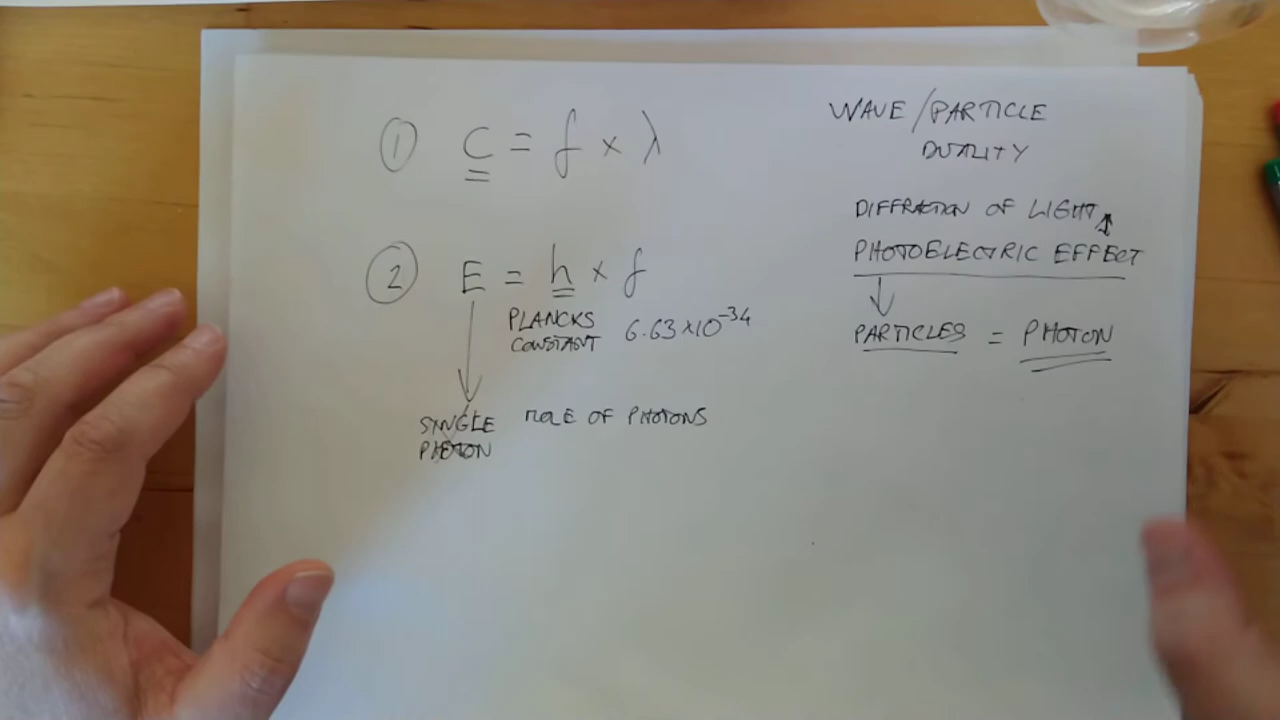 ① C = f × λ
② E = h × f
PLANCKS
CONSTANT 6.63×10⁻³⁴
SINGLE
PHOTON
MOLE OF PHOTONS
WAVE/PARTICLE
DUALITY
DIFFRACTION OF LIGHT
PHOTOELECTRIC EFFECT
PARTICLES = PHOTON